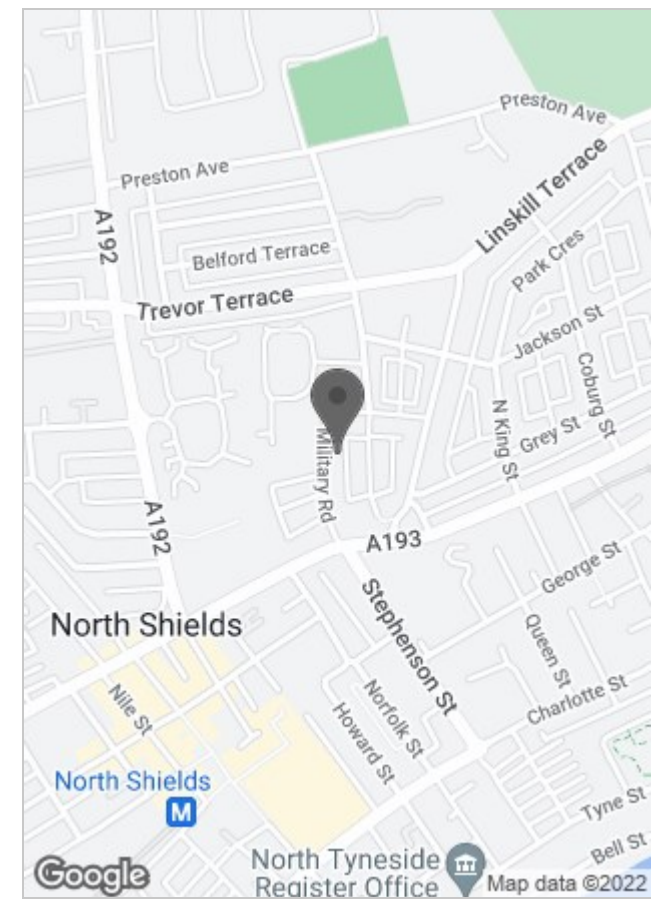 Preston Ave
Preston Ave
Linskill Terrace
A192
Belford Terrace
Park Cres
Trevor Terrace
Jackson St
Coburg St
N King St
Grey St
Military Rd
A192
A193
George St
Stephenson St
North Shields
Queen St
Nile St
Norfolk St
Charlotte St
Howard St
North Shields
M
Tyne St
Bell St
North Tyneside
Register Office
Google
Map data ©2022